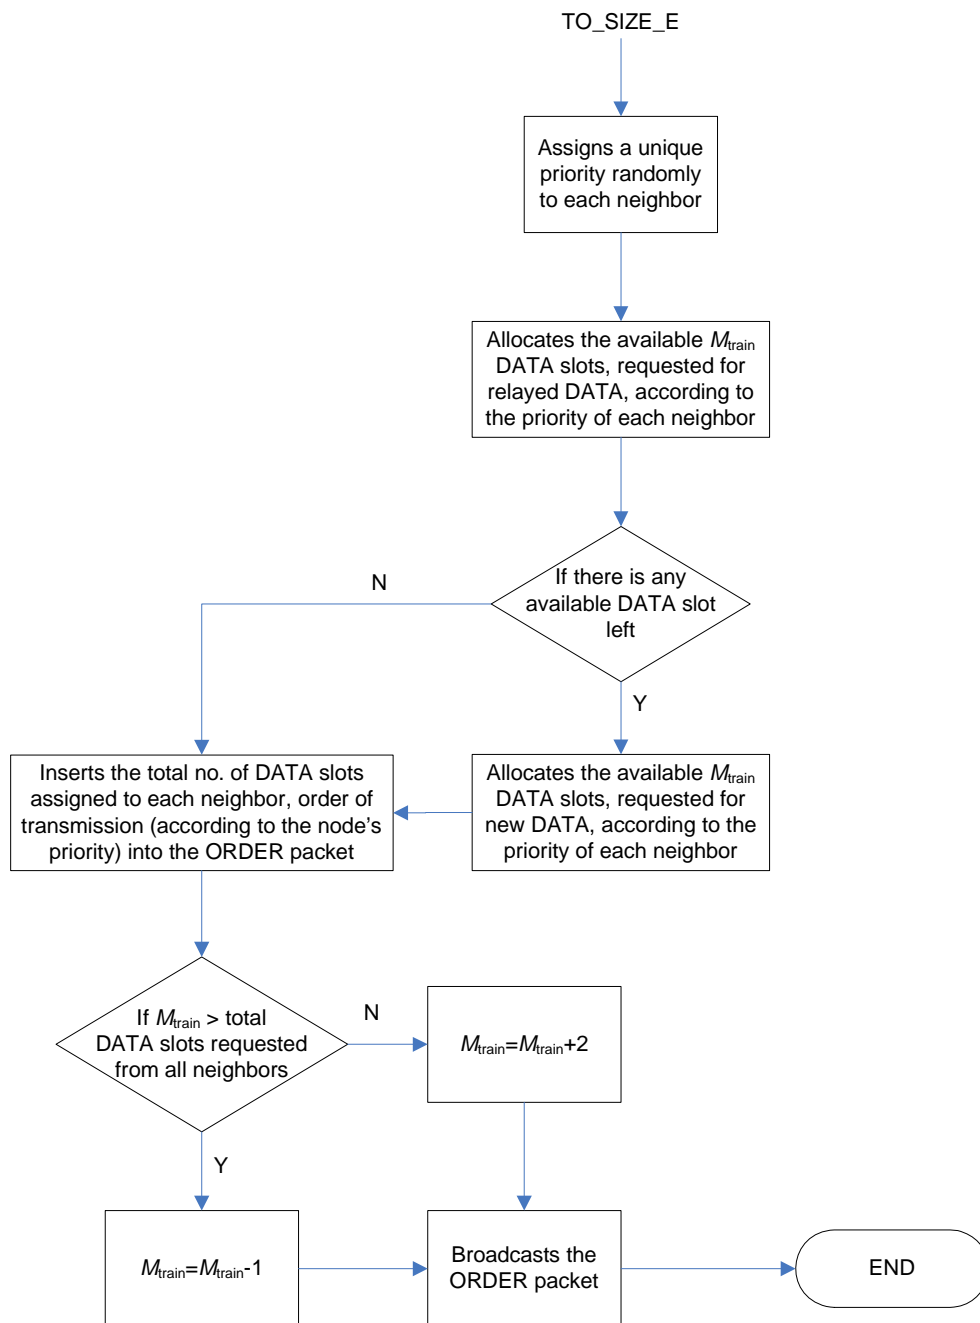 TO_SIZE_E
Assigns a unique
priority randomly
to each neighbor
Allocates the available Mtrain
DATA slots, requested for
relayed DATA, according to
the priority of each neighbor
If there is any
available DATA slot
left
N
Y
Inserts the total no. of DATA slots
assigned to each neighbor, order of
transmission (according to the node's
priority) into the ORDER packet
Allocates the available Mtrain
DATA slots, requested for
new DATA, according to the
priority of each neighbor
If Mtrain > total
DATA slots requested
from all neighbors
N
Mtrain=Mtrain+2
Y
Mtrain=Mtrain-1
Broadcasts the
ORDER packet
END